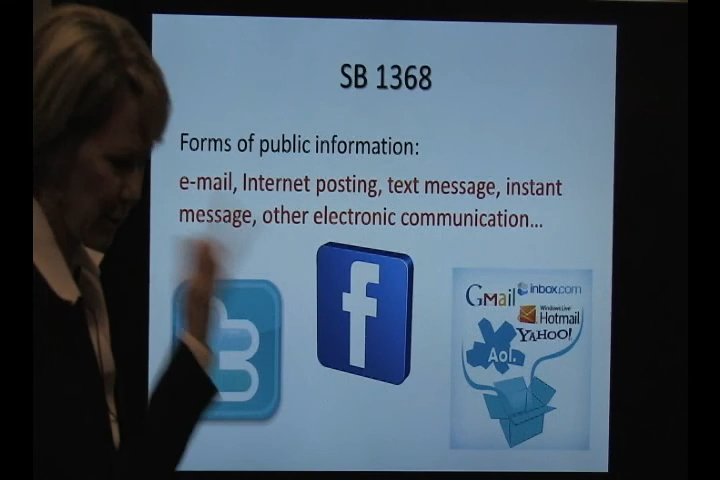 SB 1368
Forms of public information:
e-mail, Internet posting, text message, instant
message, other electronic communication...
f
GMail inbox.com
Windows Live
Hotmail
YAHOO!
Aol.